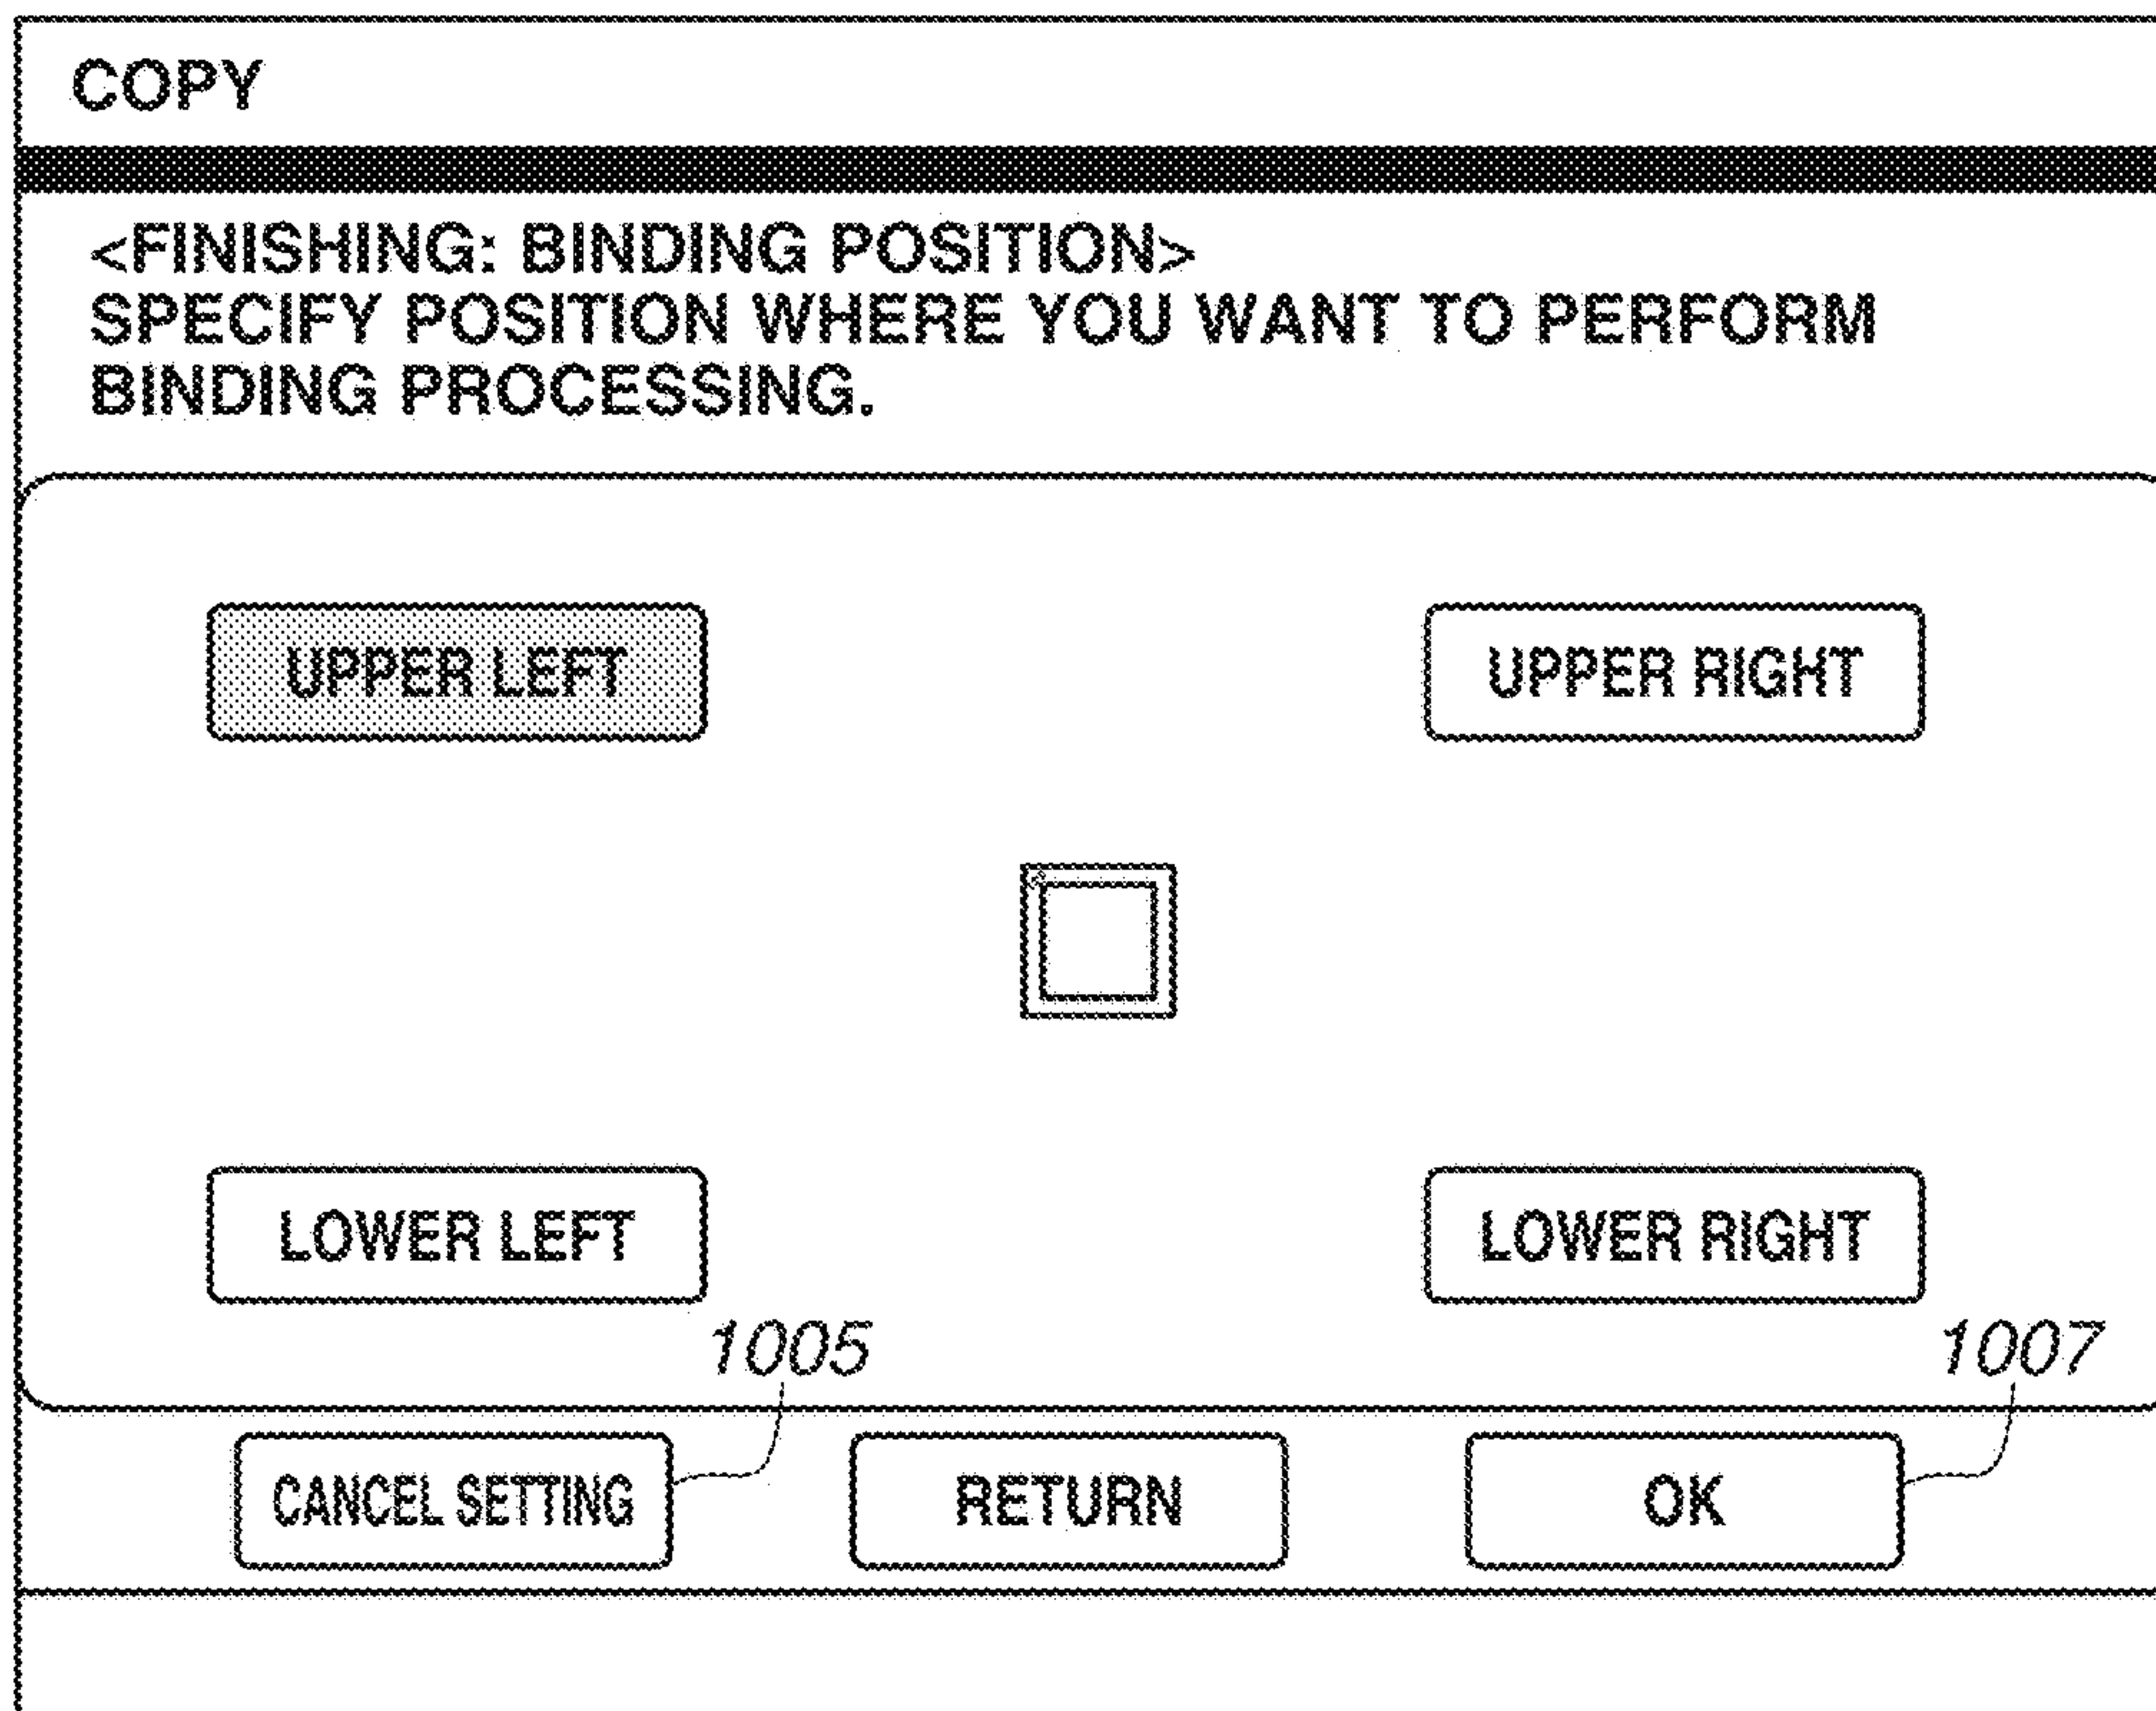 COPY
<FINISHING: BINDING POSITION>
SPECIFY POSITION WHERE YOU WANT TO PERFORM
BINDING PROCESSING.
UPPER LEFT
UPPER RIGHT
LOWER LEFT
LOWER RIGHT
1005
1007
CANCEL SETTING
RETURN
OK